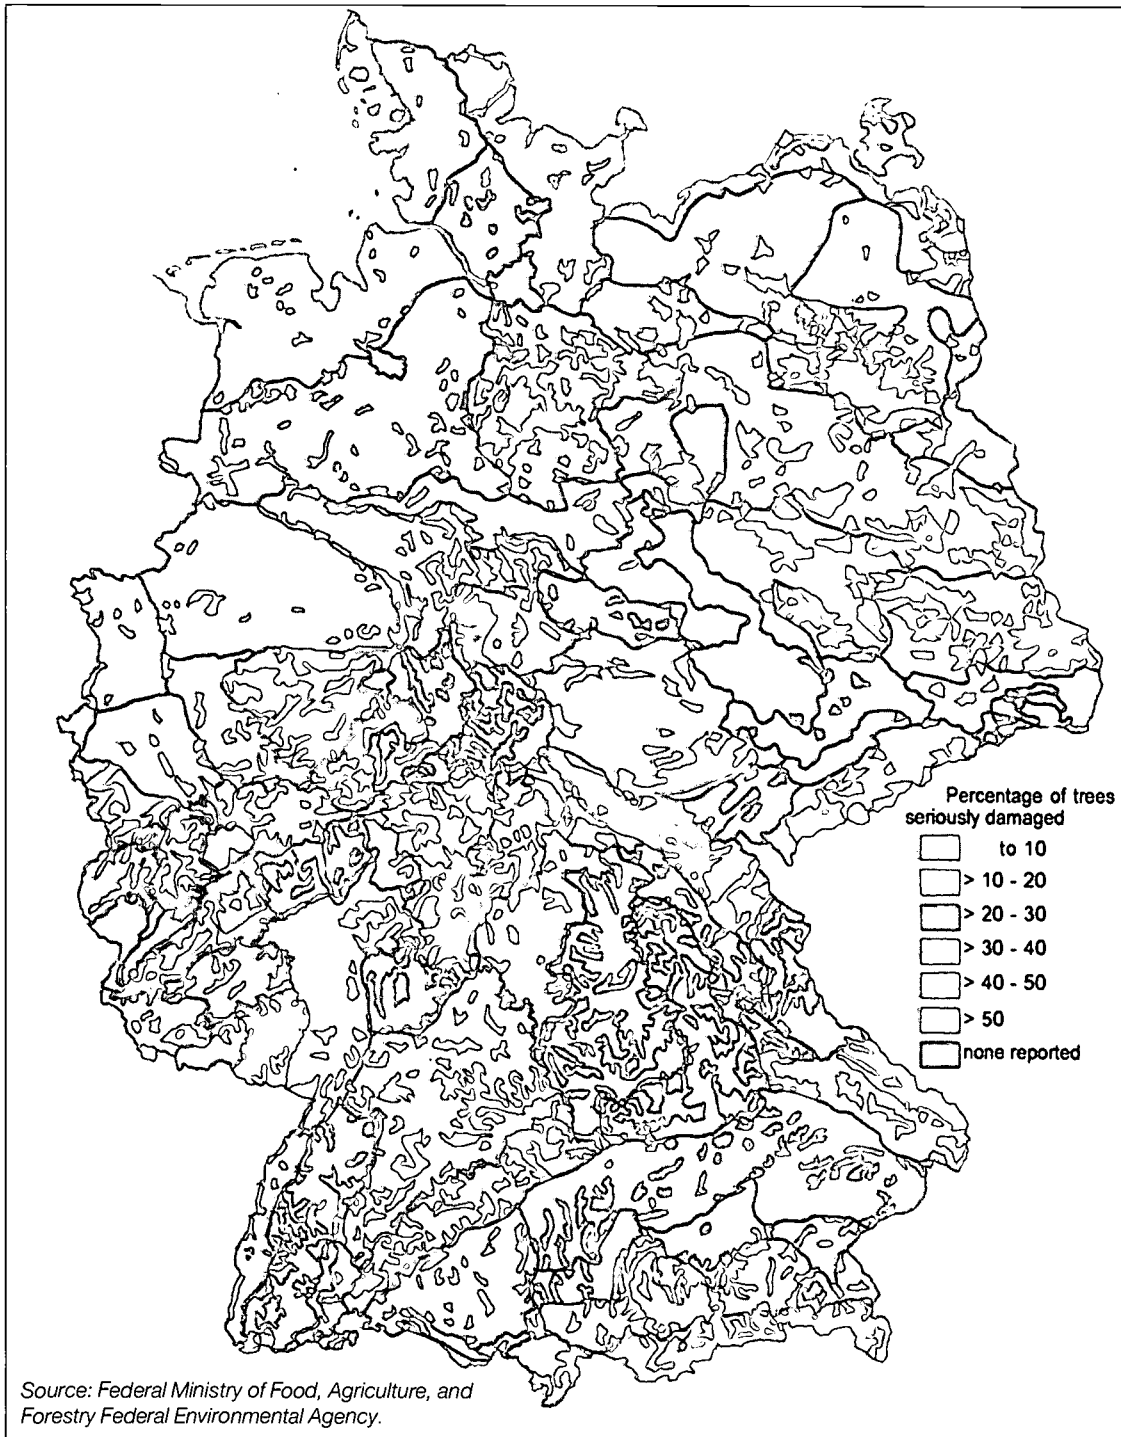 Percentage of trees
seriously damaged
to 10
> 10 - 20
> 20 - 30
> 30 - 40
> 40 - 50
> 50
none reported
Source: Federal Ministry of Food, Agriculture, and
Forestry Federal Environmental Agency.